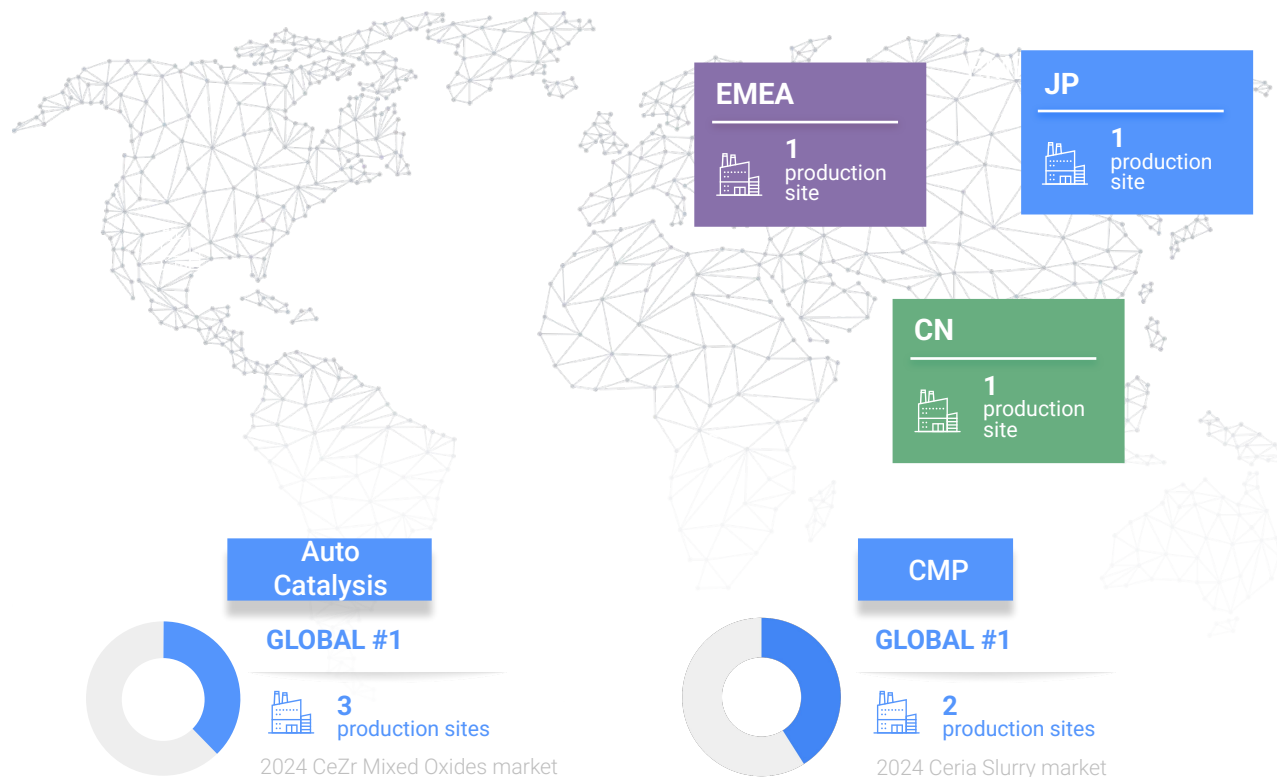 EMEA
1
production
site
JP
1
production
site
CN
1
production
site
Auto
Catalysis
GLOBAL #1
3
production sites
2024 CeZr Mixed Oxides market
CMP
GLOBAL #1
2
production sites
2024 Ceria Slurry market